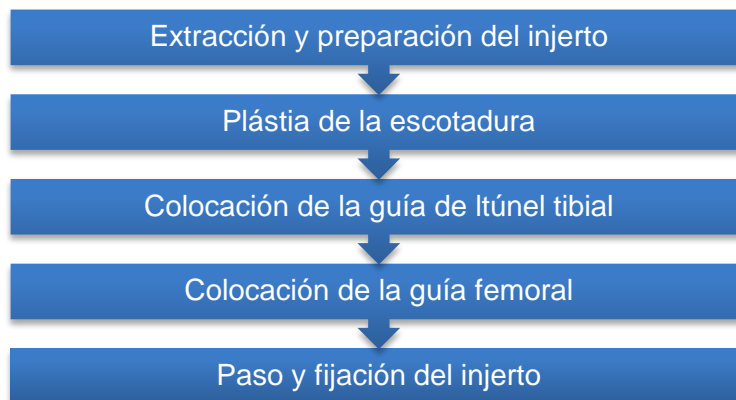 Extracción y preparación del injerto
Plástia de la escotadura
Colocación de la guía de ltúnel tibial
Colocación de la guía femoral
Paso y fijación del injerto